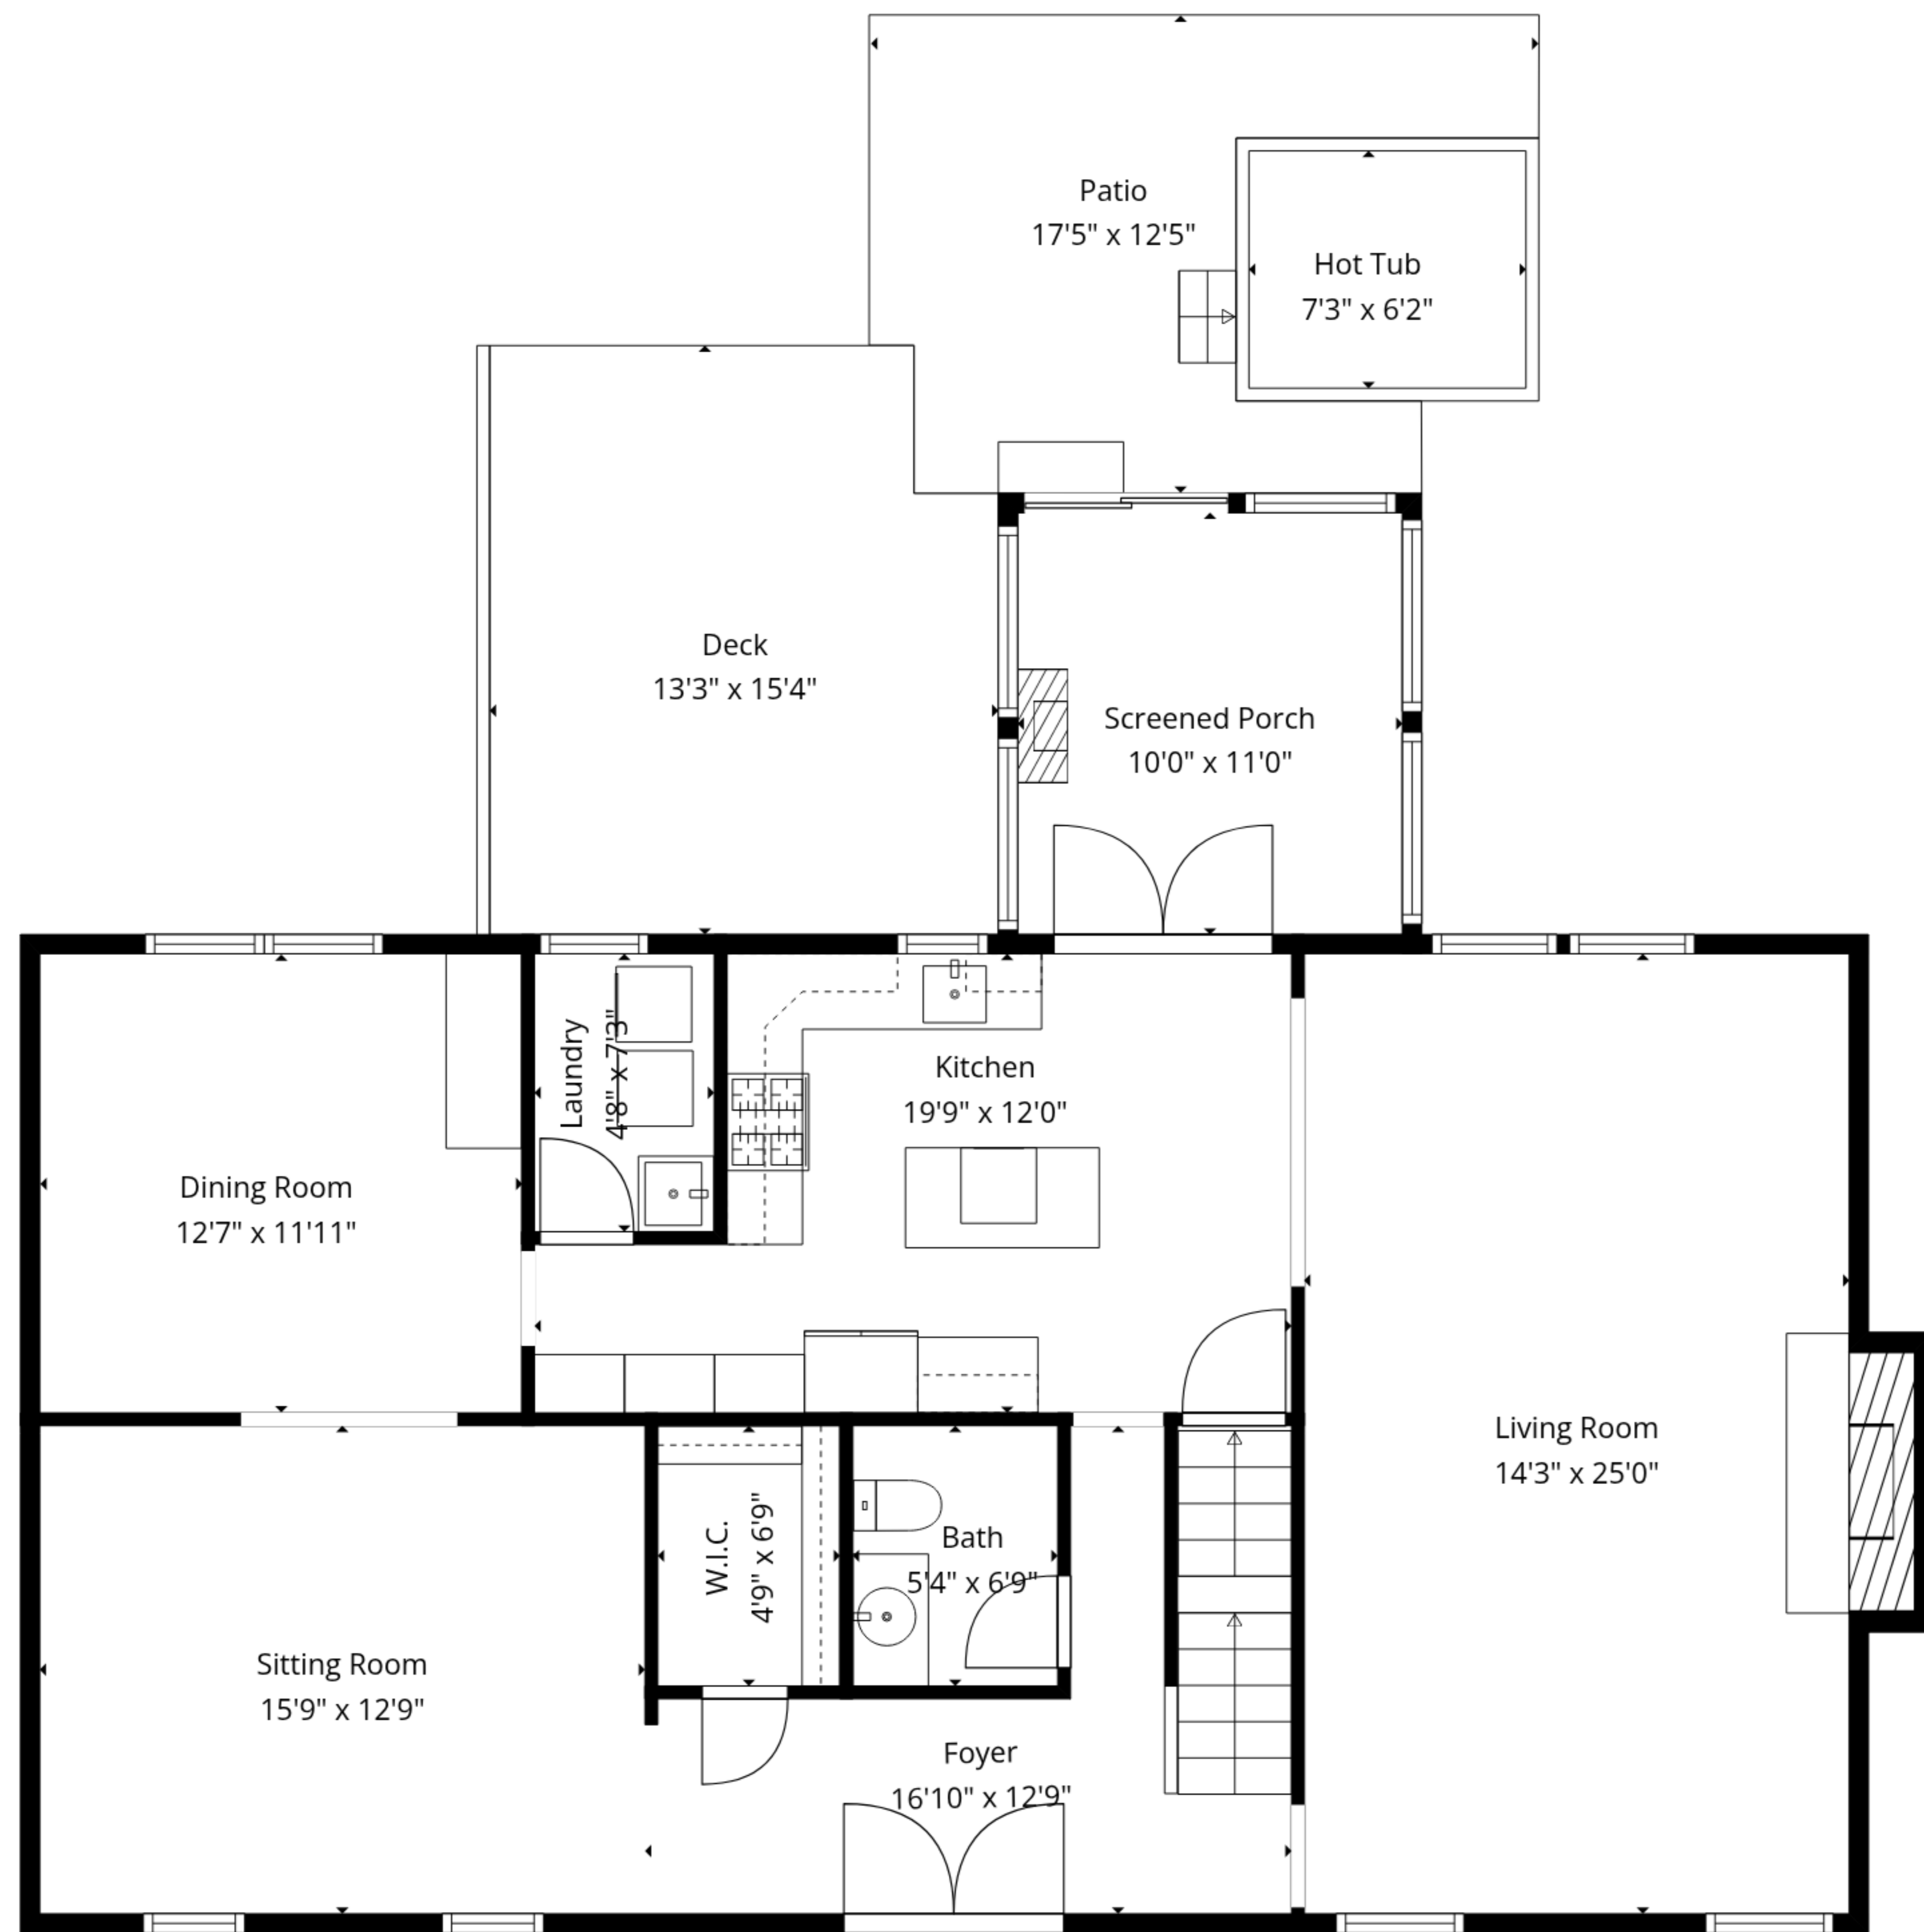 Patio
17'5" x 12'5"
Hot Tub
7'3" x 6'2"
Deck
13'3" x 15'4"
Screened Porch
10'0" x 11'0"
Laundry
4'8" x 7'3"
Kitchen
19'9" x 12'0"
Dining Room
12'7" x 11'11"
Living Room
14'3" x 25'0"
W.I.C.
4'9" x 6'9"
Bath
5'4" x 6'9"
Sitting Room
15'9" x 12'9"
Foyer
16'10" x 12'9"